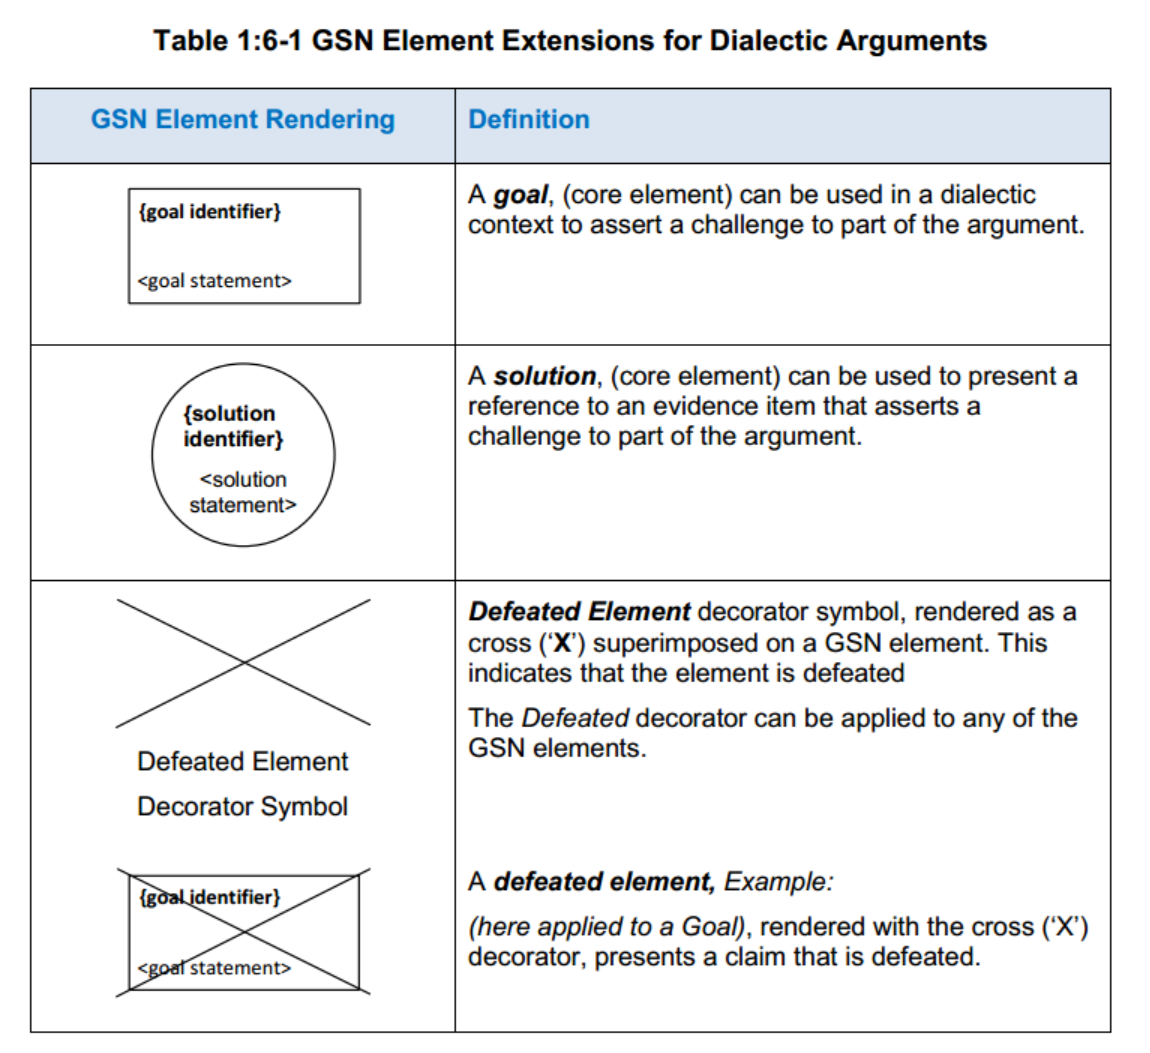 Table 1:6-1 GSN Element Extensions for Dialectic Arguments
GSN Element Rendering
Definition
{goal identifier}
<goal statement>
A goal, (core element) can be used in a dialectic
context to assert a challenge to part of the argument.
{solution
identifier}
<solution
statement>
A solution, (core element) can be used to present a
reference to an evidence item that asserts a
challenge to part of the argument.
Defeated Element
Decorator Symbol
Defeated Element decorator symbol, rendered as a
cross (‘X’) superimposed on a GSN element. This
indicates that the element is defeated
The Defeated decorator can be applied to any of the
GSN elements.
{goal identifier}
<goal statement>
A defeated element, Example:
(here applied to a Goal), rendered with the cross (‘X’)
decorator, presents a claim that is defeated.